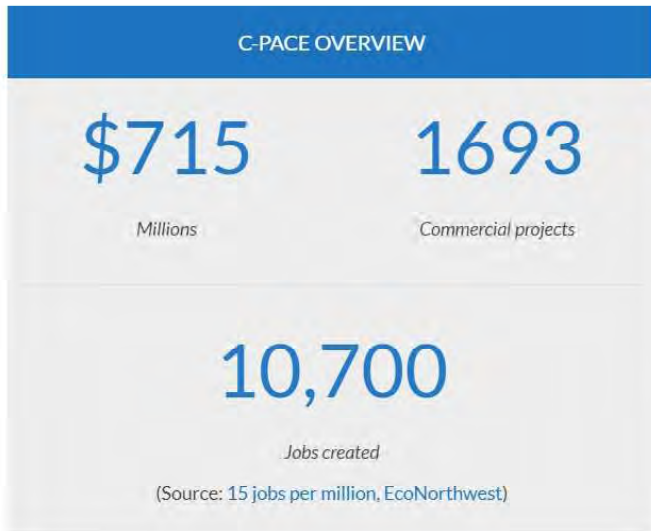 C-PACE OVERVIEW
$715 1693
Millions Commercial projects
10,700
Jobs created
(Source: 15 jobs per million, EcoNorthwest)